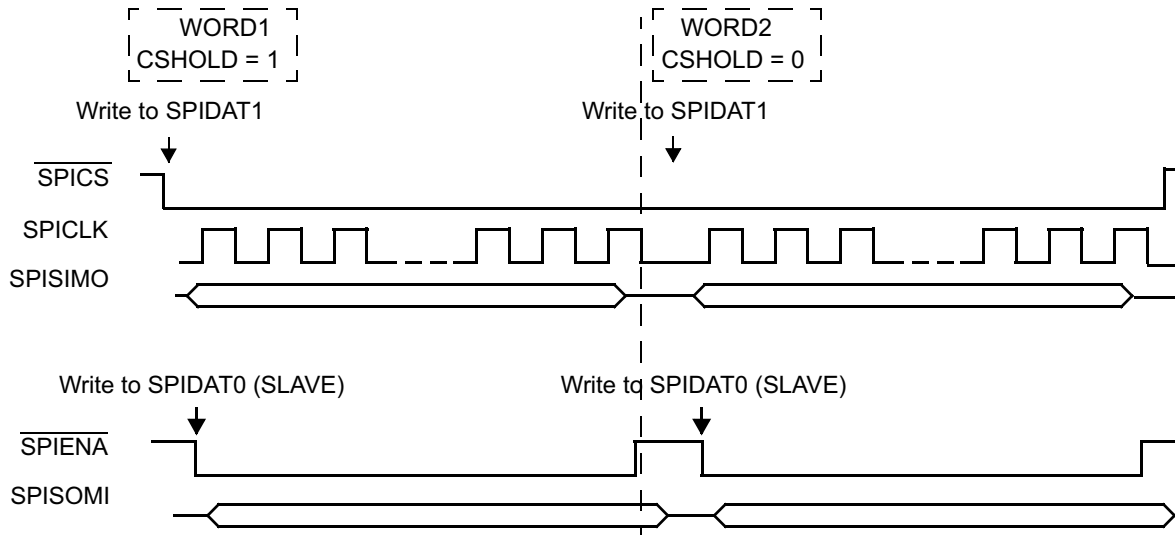 WORD1
CSHOLD = 1
WORD2
CSHOLD = 0
Write to SPIDAT1
Write to SPIDAT1
SPICS
SPICLK
SPISIMO
Write to SPIDAT0 (SLAVE)
Write to SPIDAT0 (SLAVE)
SPIENA
SPISOMI